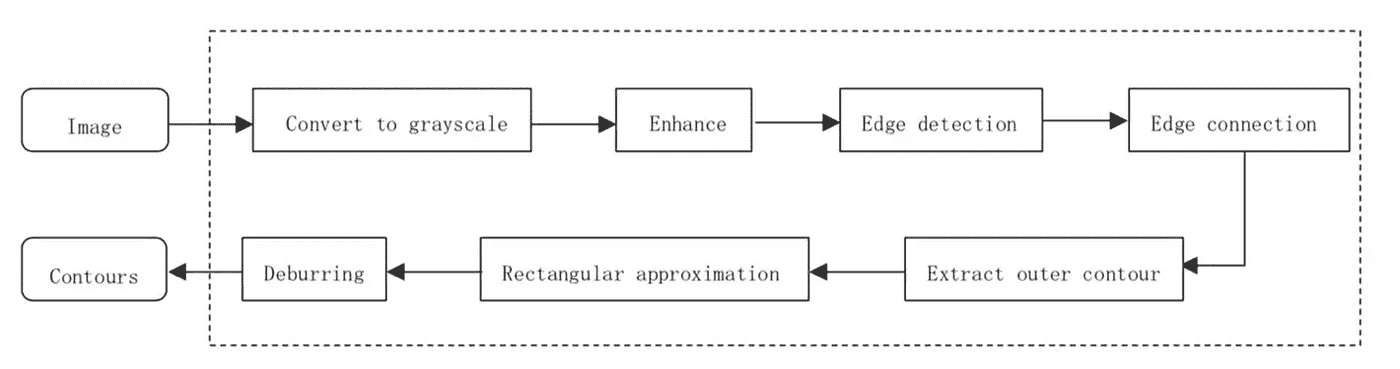 Image
Convert to grayscale
Enhance
Edge detection
Edge connection
Contours
Deburring
Rectangular approximation
Extract outer contour